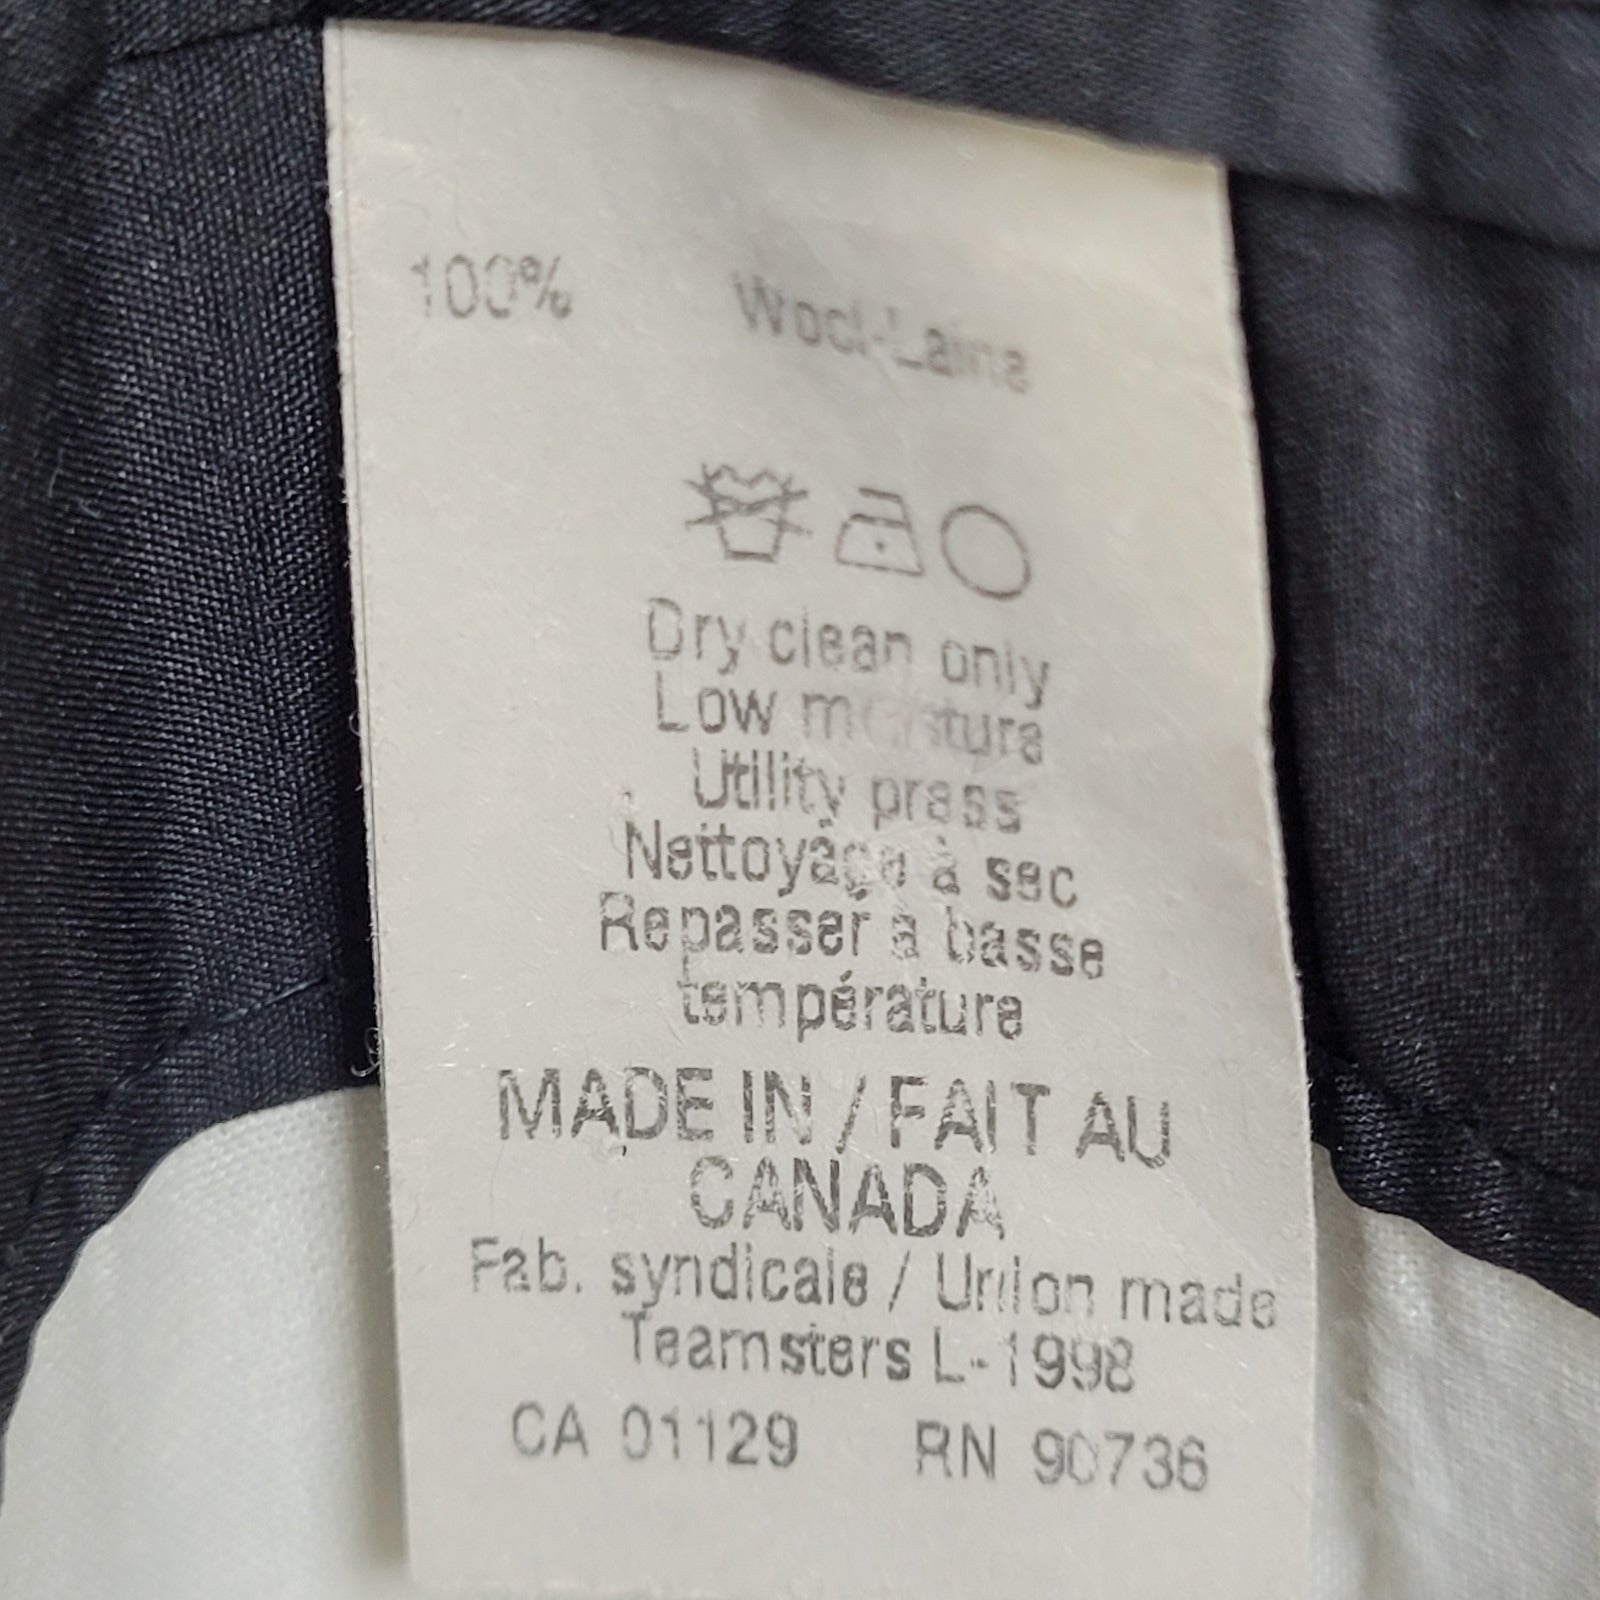 100% Wool-Laine
Dry clean only
Low moisture
Utility press
Nettoyage à sec
Repasser à basse
température
MADE IN / FAIT AU
CANADA
Fab. syndicale / Union made
Teamsters L-1998
CA 01129 RN 90736